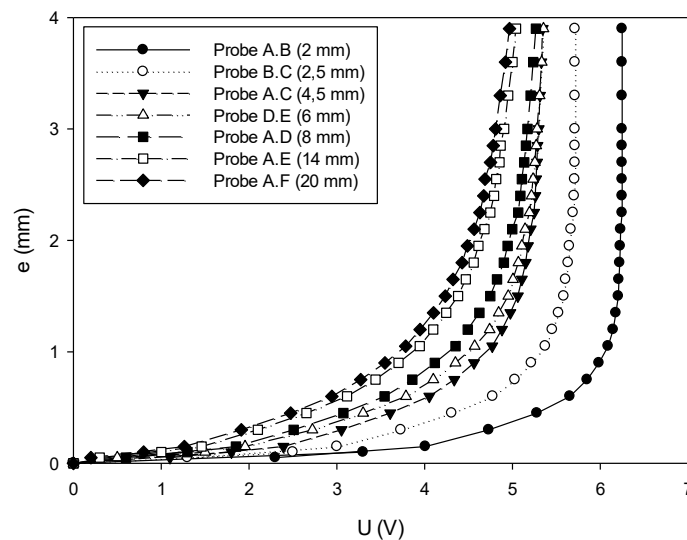 4
3
2
1
0
e (mm)
Probe A.B (2 mm)
Probe B.C (2,5 mm)
Probe A.C (4,5 mm)
Probe D.E (6 mm)
Probe A.D (8 mm)
Probe A.E (14 mm)
Probe A.F (20 mm)
0 1 2 3 4 5 6 7
U (V)